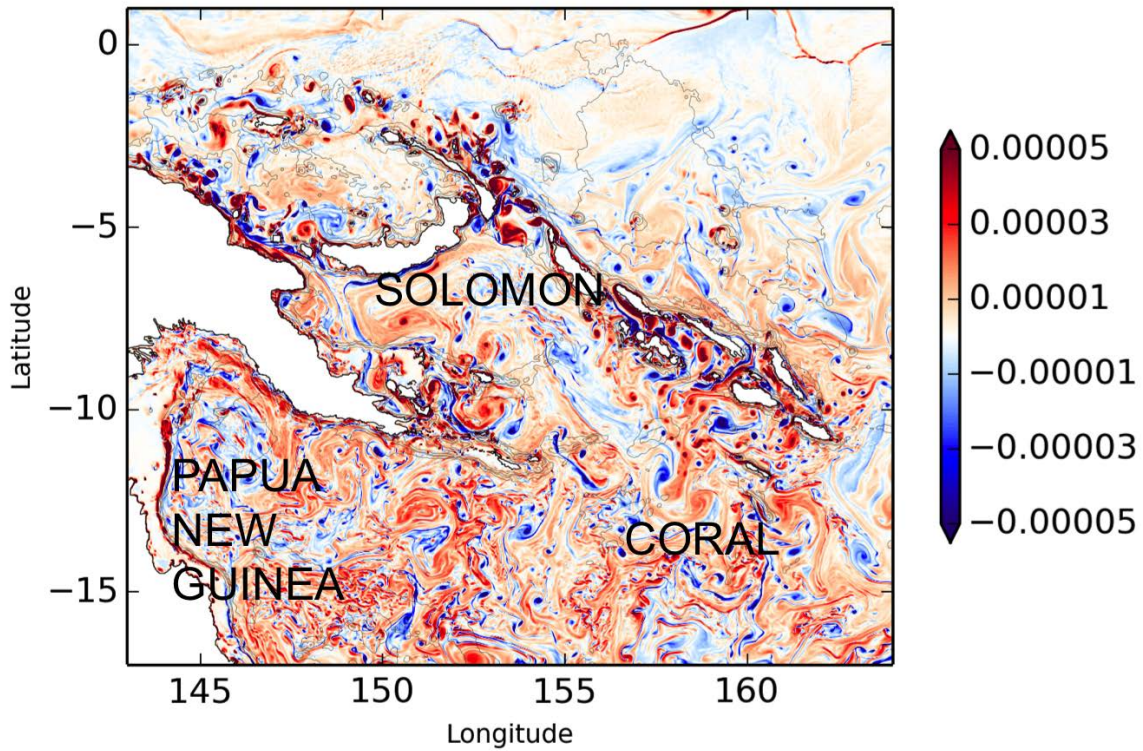 0
−5
−10
−15
Latitude
145
150
155
160
Longitude
SOLOMON
PAPUA
NEW
GUINEA
CORAL
0.00005
0.00003
0.00001
−0.00001
−0.00003
−0.00005